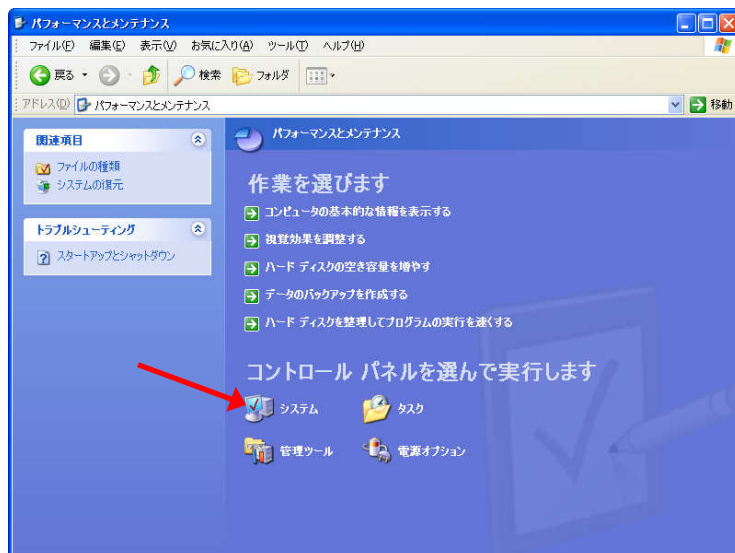 パフォーマンスとメンテナンス
ファイル(F) 編集(E) 表示(V) お気に入り(A) ツール(T) ヘルプ(H)
戻る 検索 フォルダ
アドレス(D) パフォーマンスとメンテナンス 移動
関連項目
ファイルの種類
システムの復元
トラブルシューティング
スタートアップとシャットダウン
パフォーマンスとメンテナンス
作業を選びます
コンピュータの基本的な情報を表示する
視覚効果を調整する
ハード ディスクの空き容量を増やす
データのバックアップを作成する
ハード ディスクを整理してプログラムの実行を速くする
コントロール パネルを選んで実行します
システム タスク
管理ツール 電源オプション